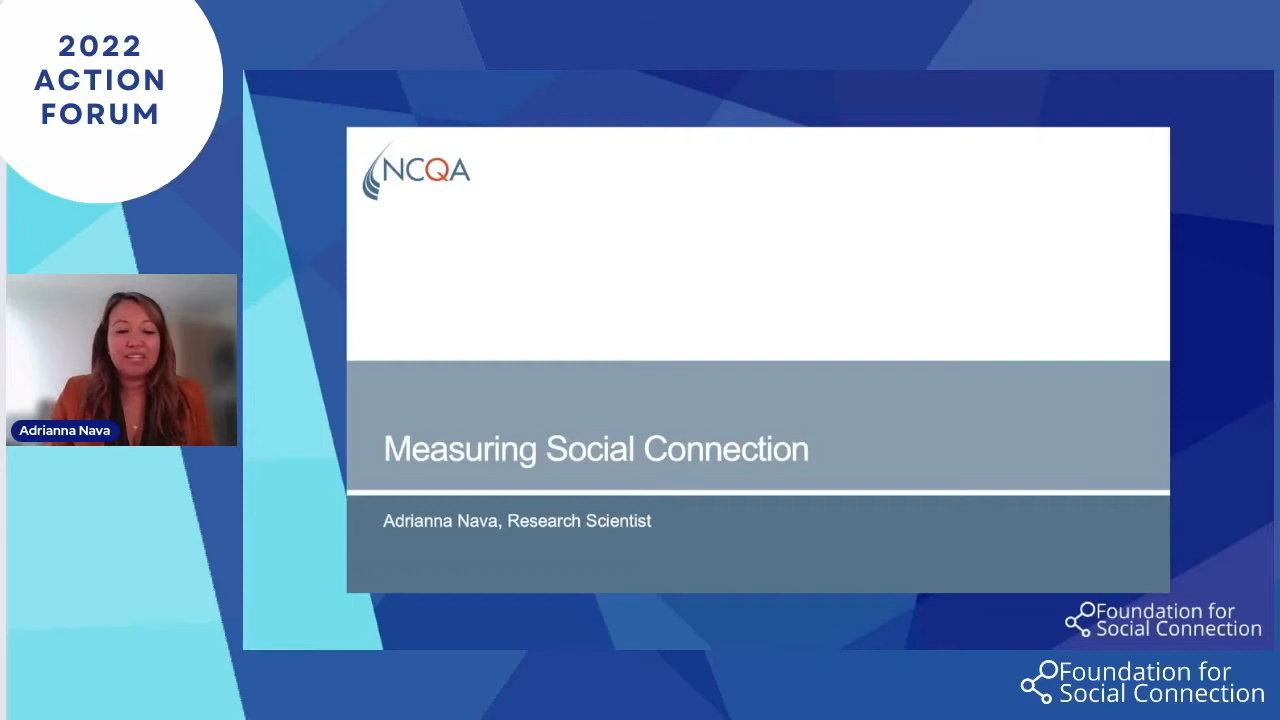 2022
ACTION
FORUM
NCQA
Adrianna Nava
Measuring Social Connection
Adrianna Nava, Research Scientist
Foundation for
Social Connection
Foundation for
Social Connection